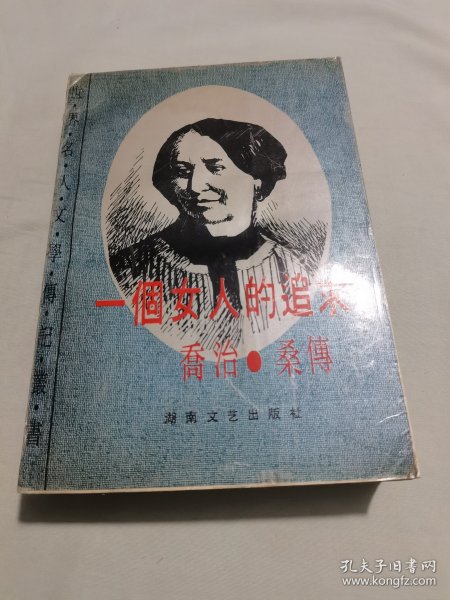 世界名人·文·學·傳·記·叢·書
一個女人的追求
喬治●桑傳
湖南文艺出版社
孔夫子旧书网
www.kongfz.com